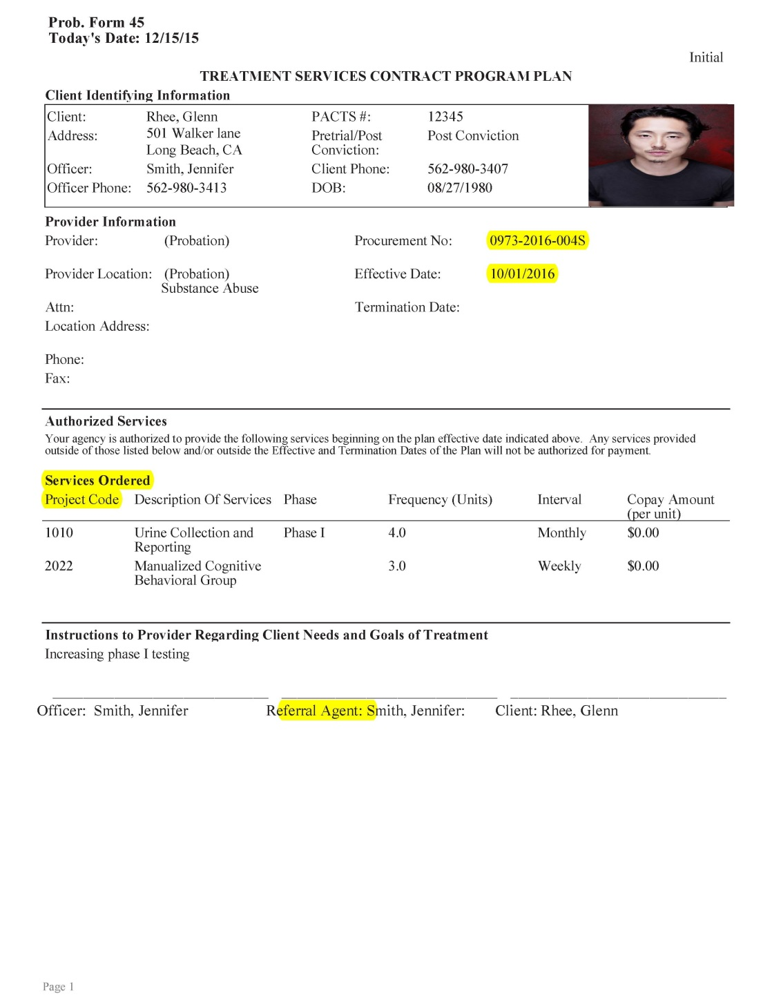 Prob. Form 45
Today's Date: 12/15/15
Initial
TREATMENT SERVICES CONTRACT PROGRAM PLAN
Client Identifying Information
Client: Rhee, Glenn PACTS #: 12345
Address: 501 Walker lane Pretrial/Post Post Conviction
Long Beach, CA Conviction:
Officer: Smith, Jennifer Client Phone: 562-980-3407
Officer Phone: 562-980-3413 DOB: 08/27/1980
Provider Information
Provider: (Probation) Procurement No: 0973-2016-004S
Provider Location: (Probation) Effective Date: 10/01/2016
Substance Abuse
Attn: Termination Date:
Location Address:
Phone:
Fax:
Authorized Services
Your agency is authorized to provide the following services beginning on the plan effective date indicated above. Any services provided
outside of those listed below and/or outside the Effective and Termination Dates of the Plan will not be authorized for payment.
Services Ordered
Project Code Description Of Services Phase Frequency (Units) Interval Copay Amount
(per unit)
1010 Urine Collection and Phase I 4.0 Monthly $0.00
Reporting
2022 Manualized Cognitive 3.0 Weekly $0.00
Behavioral Group
Instructions to Provider Regarding Client Needs and Goals of Treatment
Increasing phase I testing
Officer: Smith, Jennifer Referral Agent: Smith, Jennifer: Client: Rhee, Glenn
Page 1